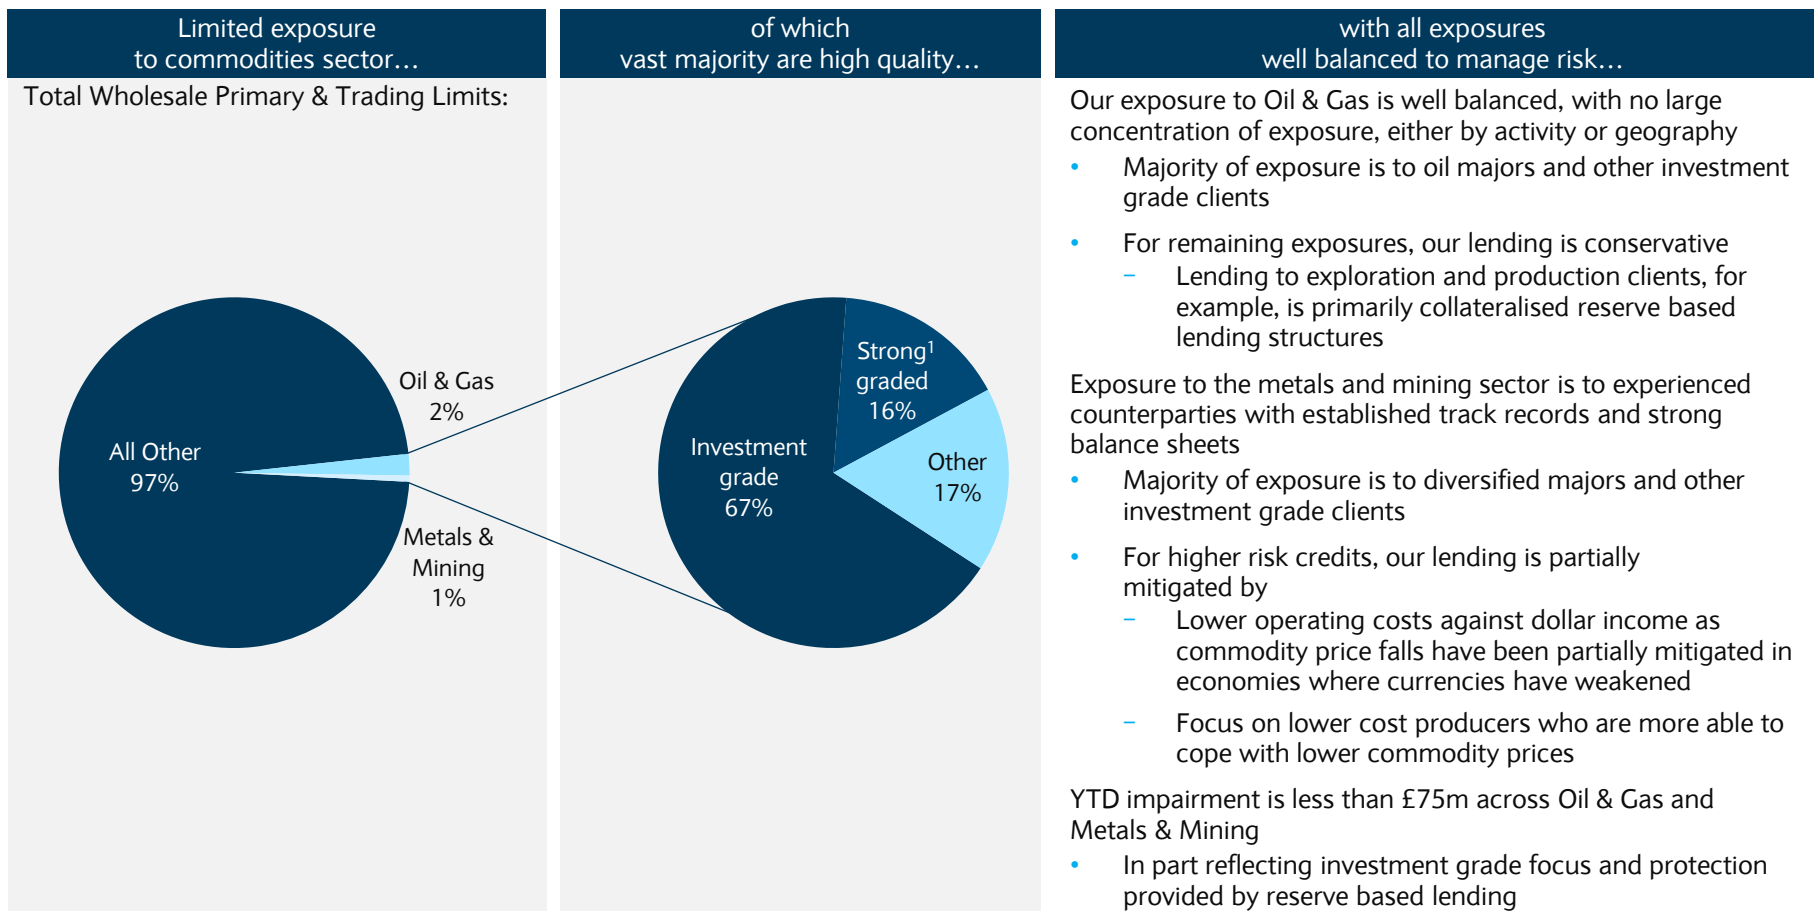 Limited exposure
to commodities sector…
of which
vast majority are high quality…
with all exposures
well balanced to manage risk…
Total Wholesale Primary & Trading Limits:
All Other
97%
Oil & Gas
2%
Metals &
Mining
1%
Investment
grade
67%
Strong¹
graded
16%
Other
17%
Our exposure to Oil & Gas is well balanced, with no large
concentration of exposure, either by activity or geography
• Majority of exposure is to oil majors and other investment
grade clients
• For remaining exposures, our lending is conservative
– Lending to exploration and production clients, for
example, is primarily collateralised reserve based
lending structures
Exposure to the metals and mining sector is to experienced
counterparties with established track records and strong
balance sheets
• Majority of exposure is to diversified majors and other
investment grade clients
• For higher risk credits, our lending is partially
mitigated by
– Lower operating costs against dollar income as
commodity price falls have been partially mitigated in
economies where currencies have weakened
– Focus on lower cost producers who are more able to
cope with lower commodity prices
YTD impairment is less than £75m across Oil & Gas and
Metals & Mining
• In part reflecting investment grade focus and protection
provided by reserve based lending